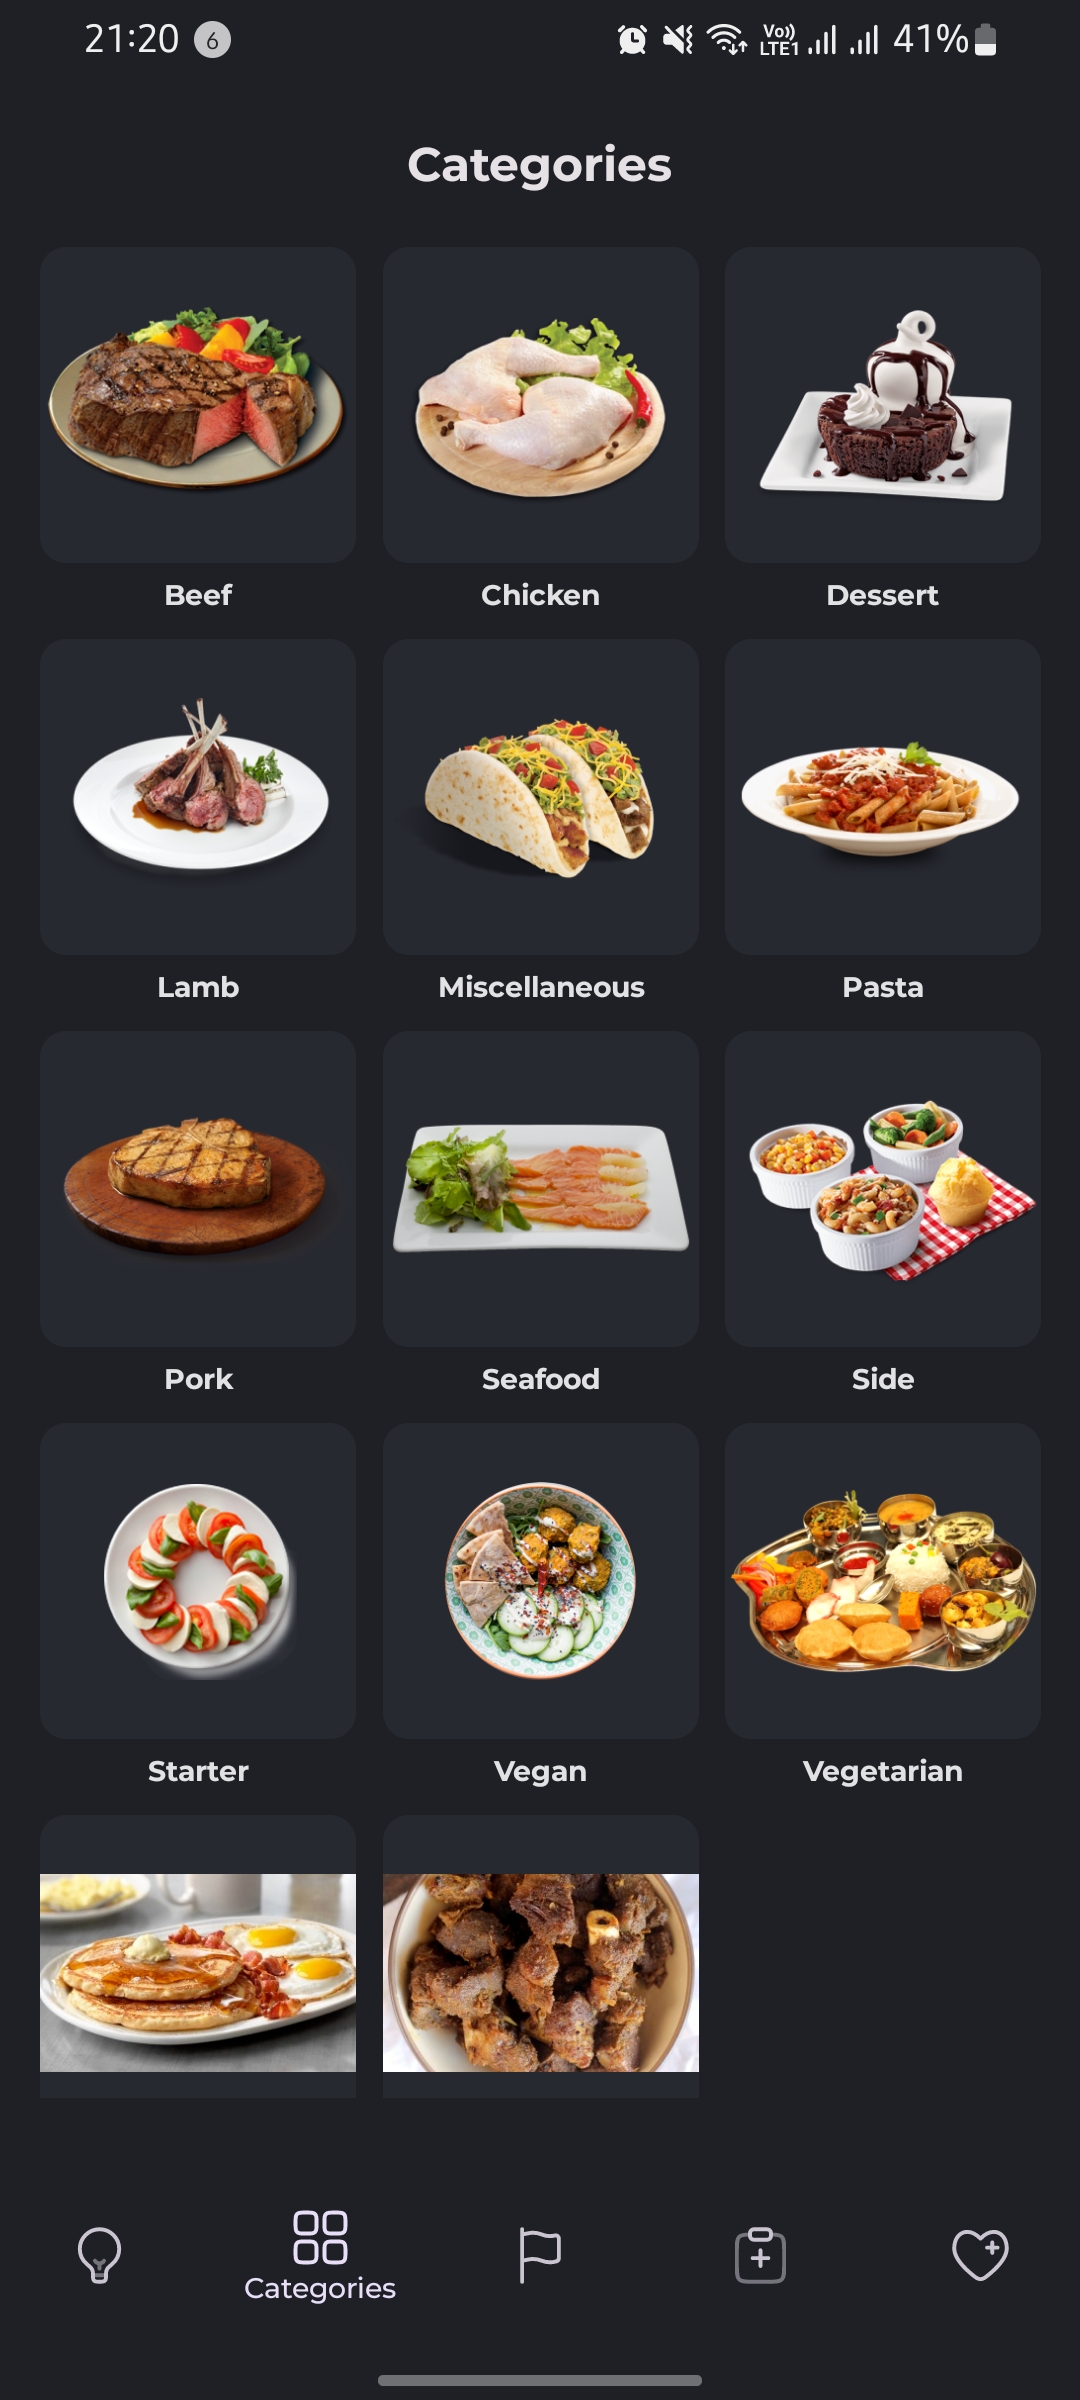 21:20 6 Vo)) LTE1 41%
Categories
Beef Chicken Dessert
Lamb Miscellaneous Pasta
Pork Seafood Side
Starter Vegan Vegetarian
Categories